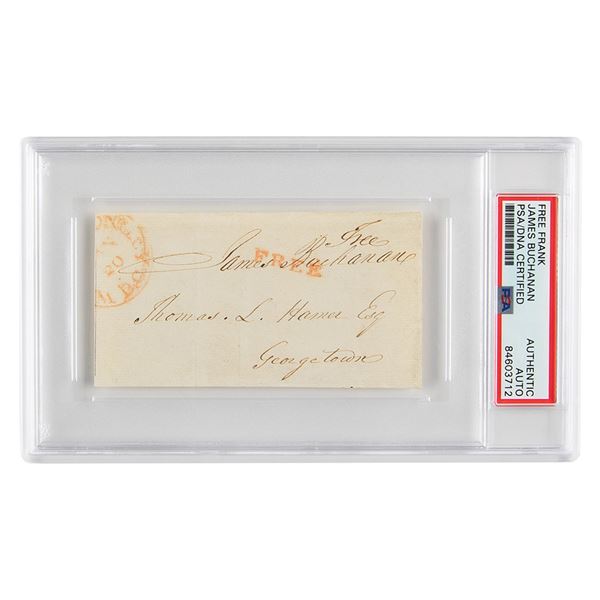 Free
James Buchanan
FREE
20
Thomas. L. Hamer Esq
Georgetown
FREE FRANK
JAMES BUCHANAN
PSA/DNA CERTIFIED
AUTHENTIC
AUTO
84603712
PSA